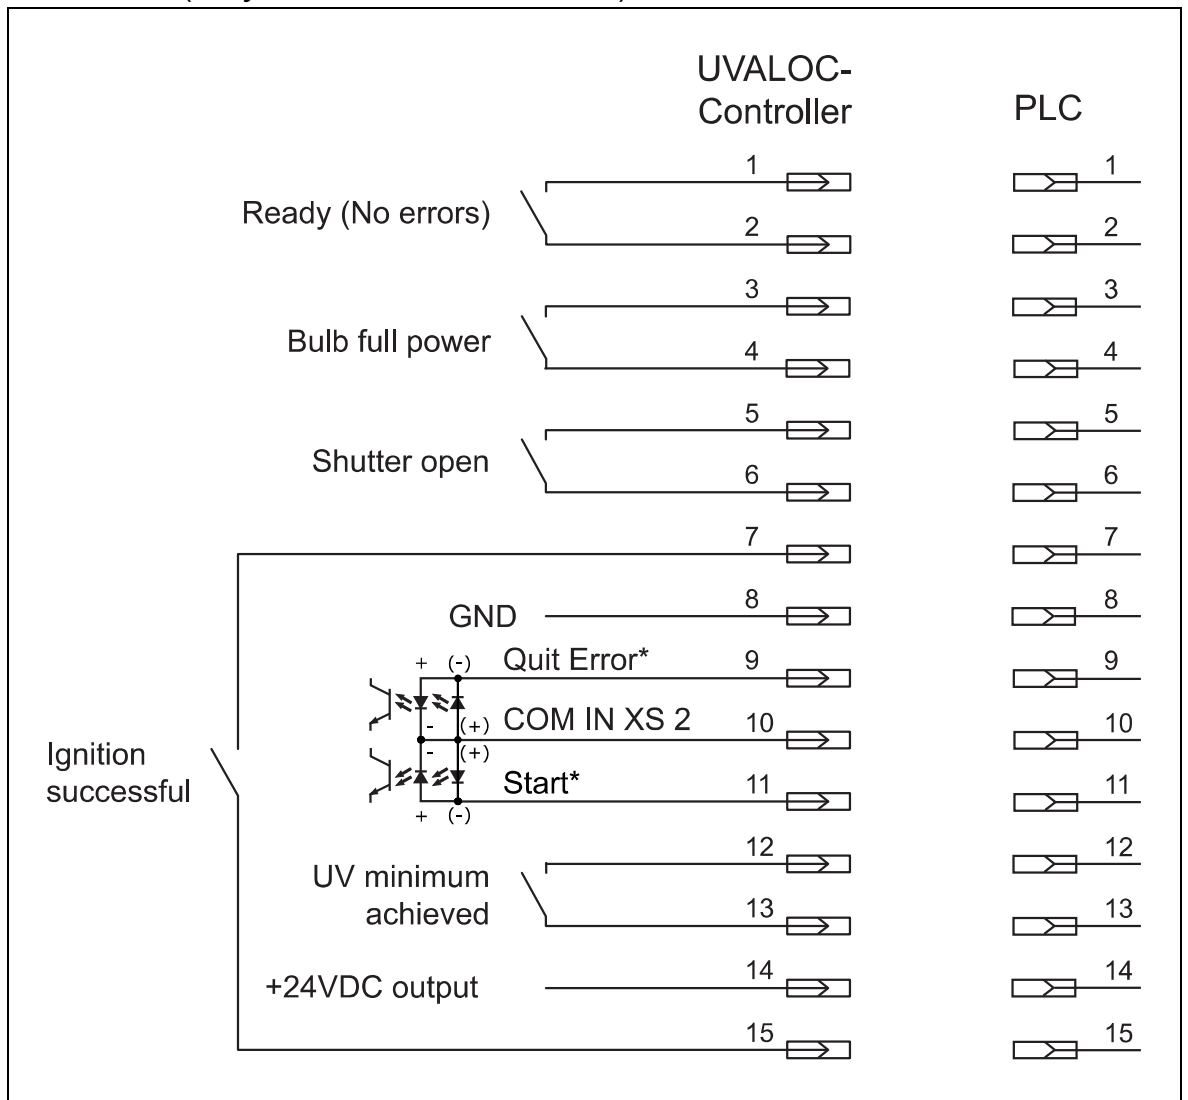 UVALOC-
Controller
PLC
1 1
Ready (No errors)
2 2
3 3
Bulb full power
4 4
5 5
Shutter open
6 6
7 7
GND 8 8
+ (-) Quit Error* 9 9
- (+) COM IN XS 2 10 10
- (+)
Ignition
successful
Start* 11 11
+ (-)
12 12
UV minimum
achieved
13 13
+24VDC output 14 14
15 15